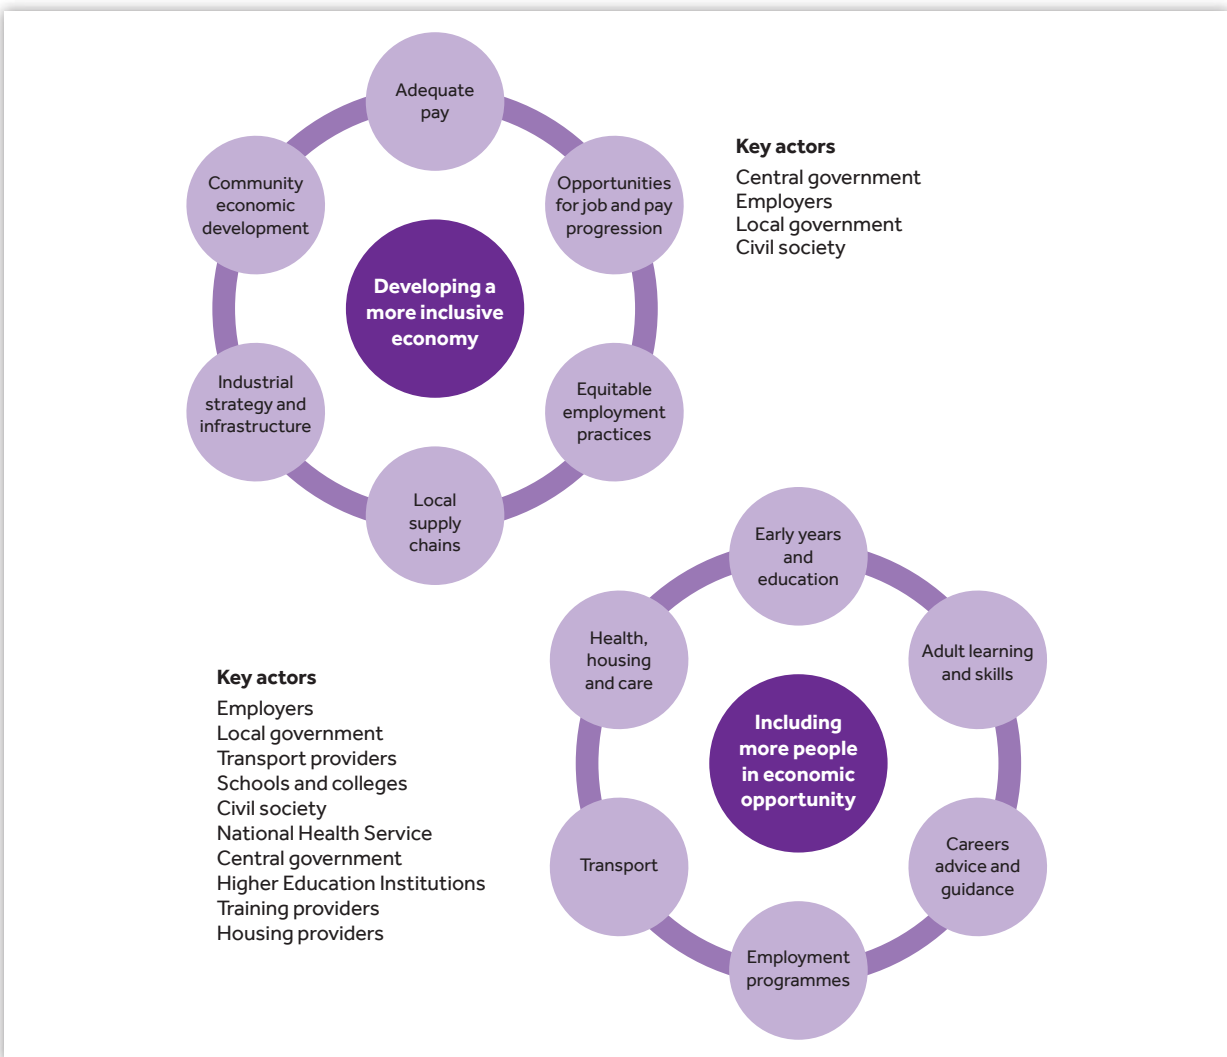 Adequate
pay
Opportunities
for job and pay
progression
Equitable
employment
practices
Local
supply
chains
Industrial
strategy and
infrastructure
Community
economic
development
Developing a
more inclusive
economy
Key actors
Central government
Employers
Local government
Civil society
Early years
and
education
Adult learning
and skills
Careers
advice and
guidance
Employment
programmes
Transport
Health,
housing
and care
Including
more people
in economic
opportunity
Key actors
Employers
Local government
Transport providers
Schools and colleges
Civil society
National Health Service
Central government
Higher Education Institutions
Training providers
Housing providers